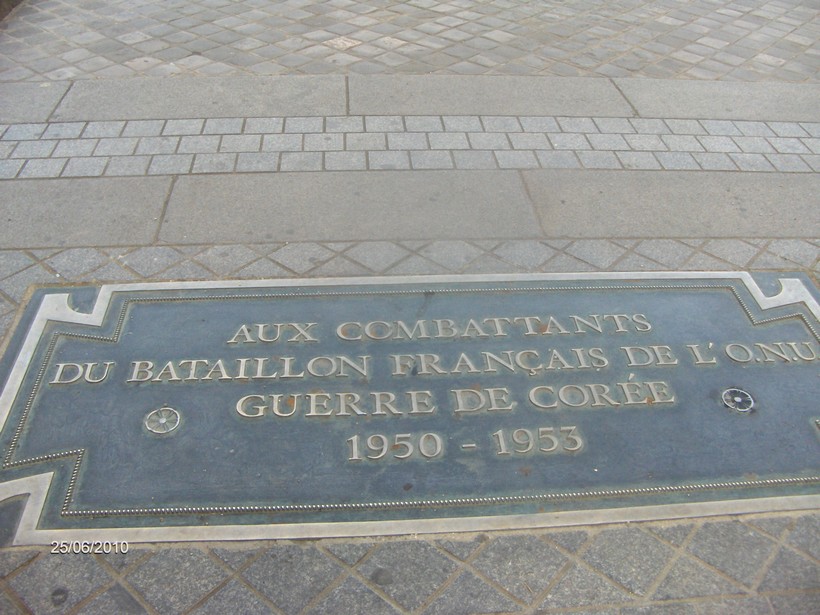 AUX COMBATTANTS
DU BATAILLON FRANÇAIS DE L'O.N.U
GUERRE DE CORÉE
1950 - 1953
25/06/2010